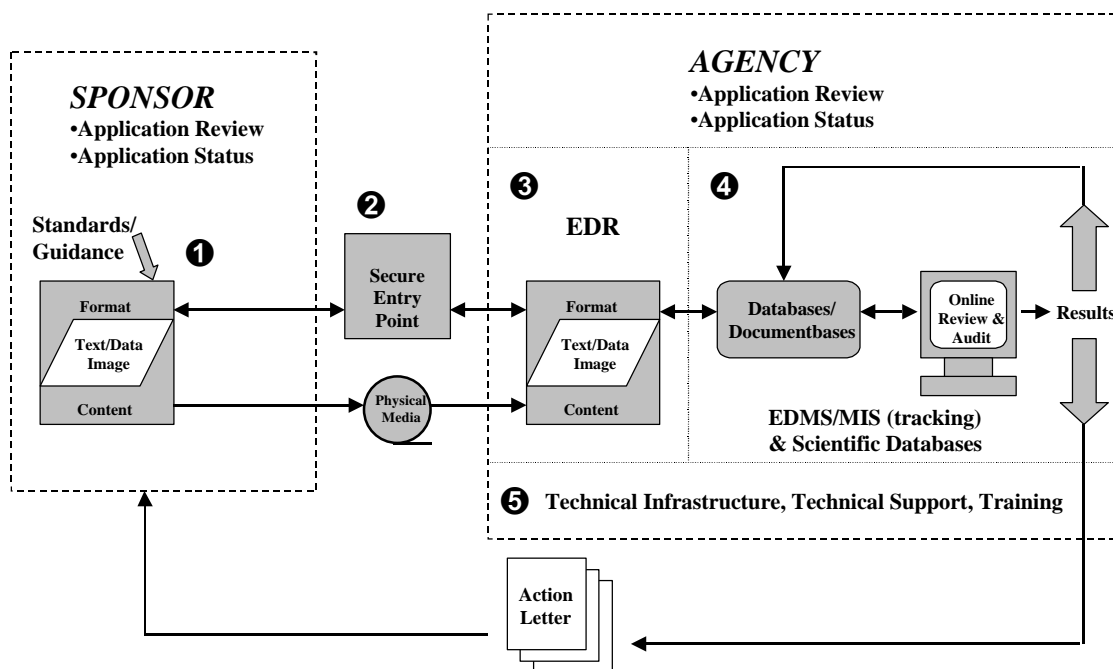 SPONSOR
•Application Review
•Application Status
Standards/
Guidance
❶
Format
Text/Data
Image
Content
❷
Secure
Entry
Point
Physical
Media
AGENCY
•Application Review
•Application Status
❸
EDR
Format
Text/Data
Image
Content
❹
Databases/
Documentbases
Online
Review &
Audit
Results
EDMS/MIS (tracking)
& Scientific Databases
❺ Technical Infrastructure, Technical Support, Training
Action
Letter